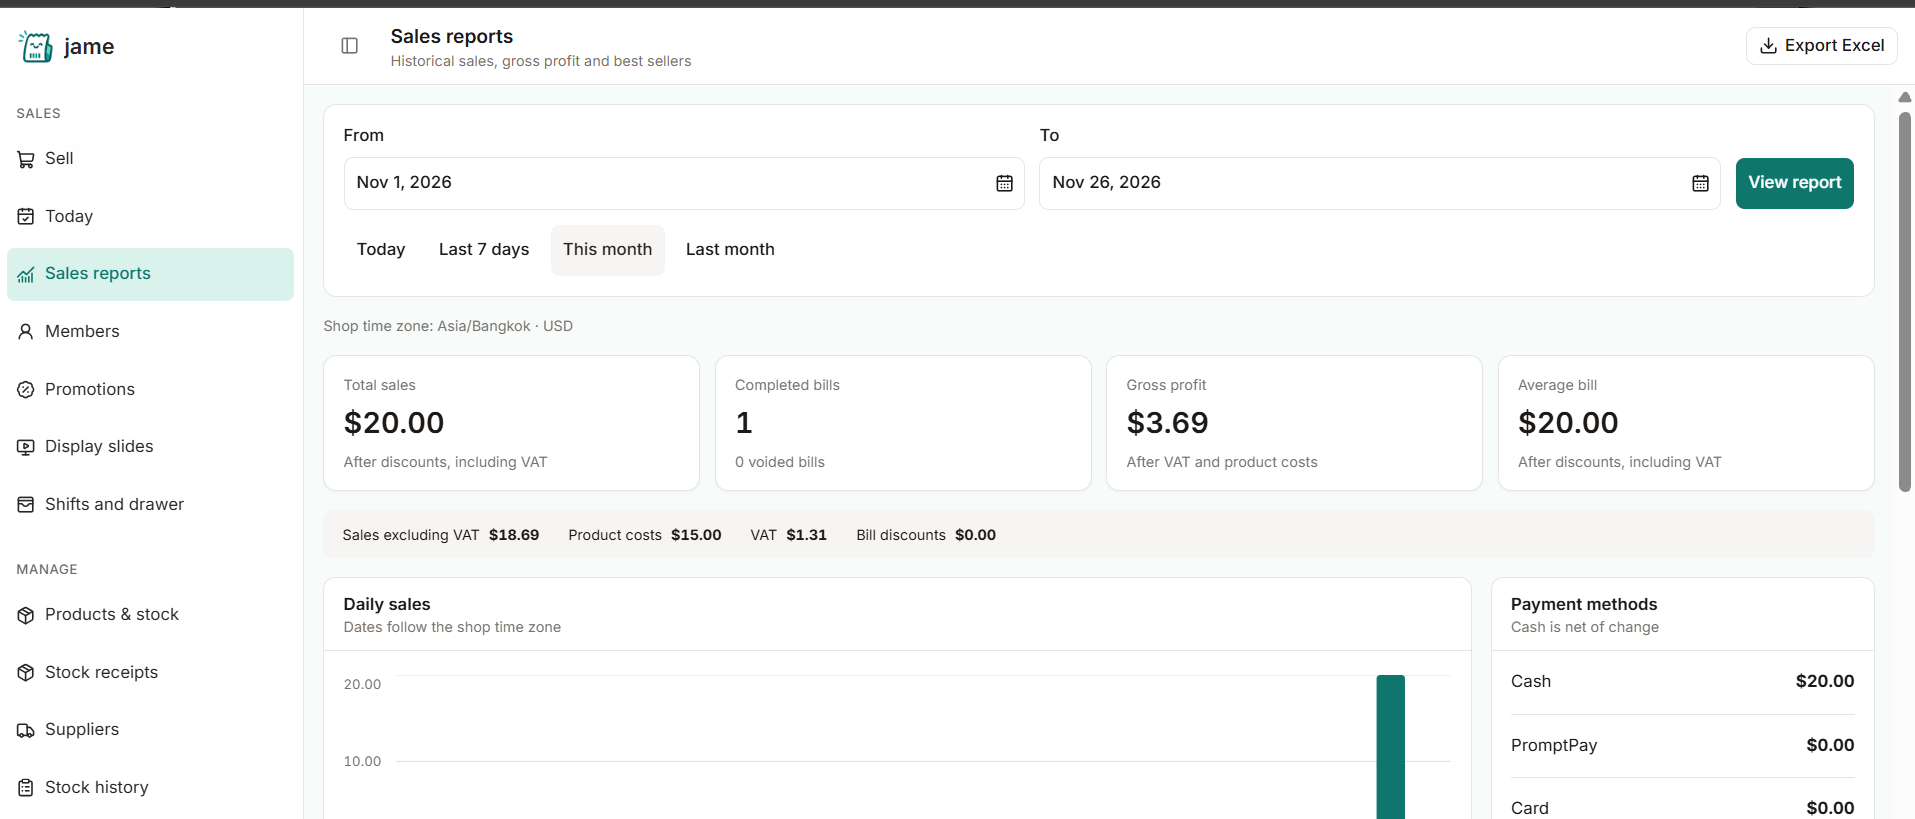 jame
SALES
Sell
Today
Sales reports
Members
Promotions
Display slides
Shifts and drawer
MANAGE
Products & stock
Stock receipts
Suppliers
Stock history
Sales reports
Historical sales, gross profit and best sellers
Export Excel
From
Nov 1, 2026
To
Nov 26, 2026
View report
Today
Last 7 days
This month
Last month
Shop time zone: Asia/Bangkok · USD
Total sales
$20.00
After discounts, including VAT
Completed bills
1
0 voided bills
Gross profit
$3.69
After VAT and product costs
Average bill
$20.00
After discounts, including VAT
Sales excluding VAT $18.69 Product costs $15.00 VAT $1.31 Bill discounts $0.00
Daily sales
Dates follow the shop time zone
20.00
10.00
Payment methods
Cash is net of change
Cash $20.00
PromptPay $0.00
Card $0.00